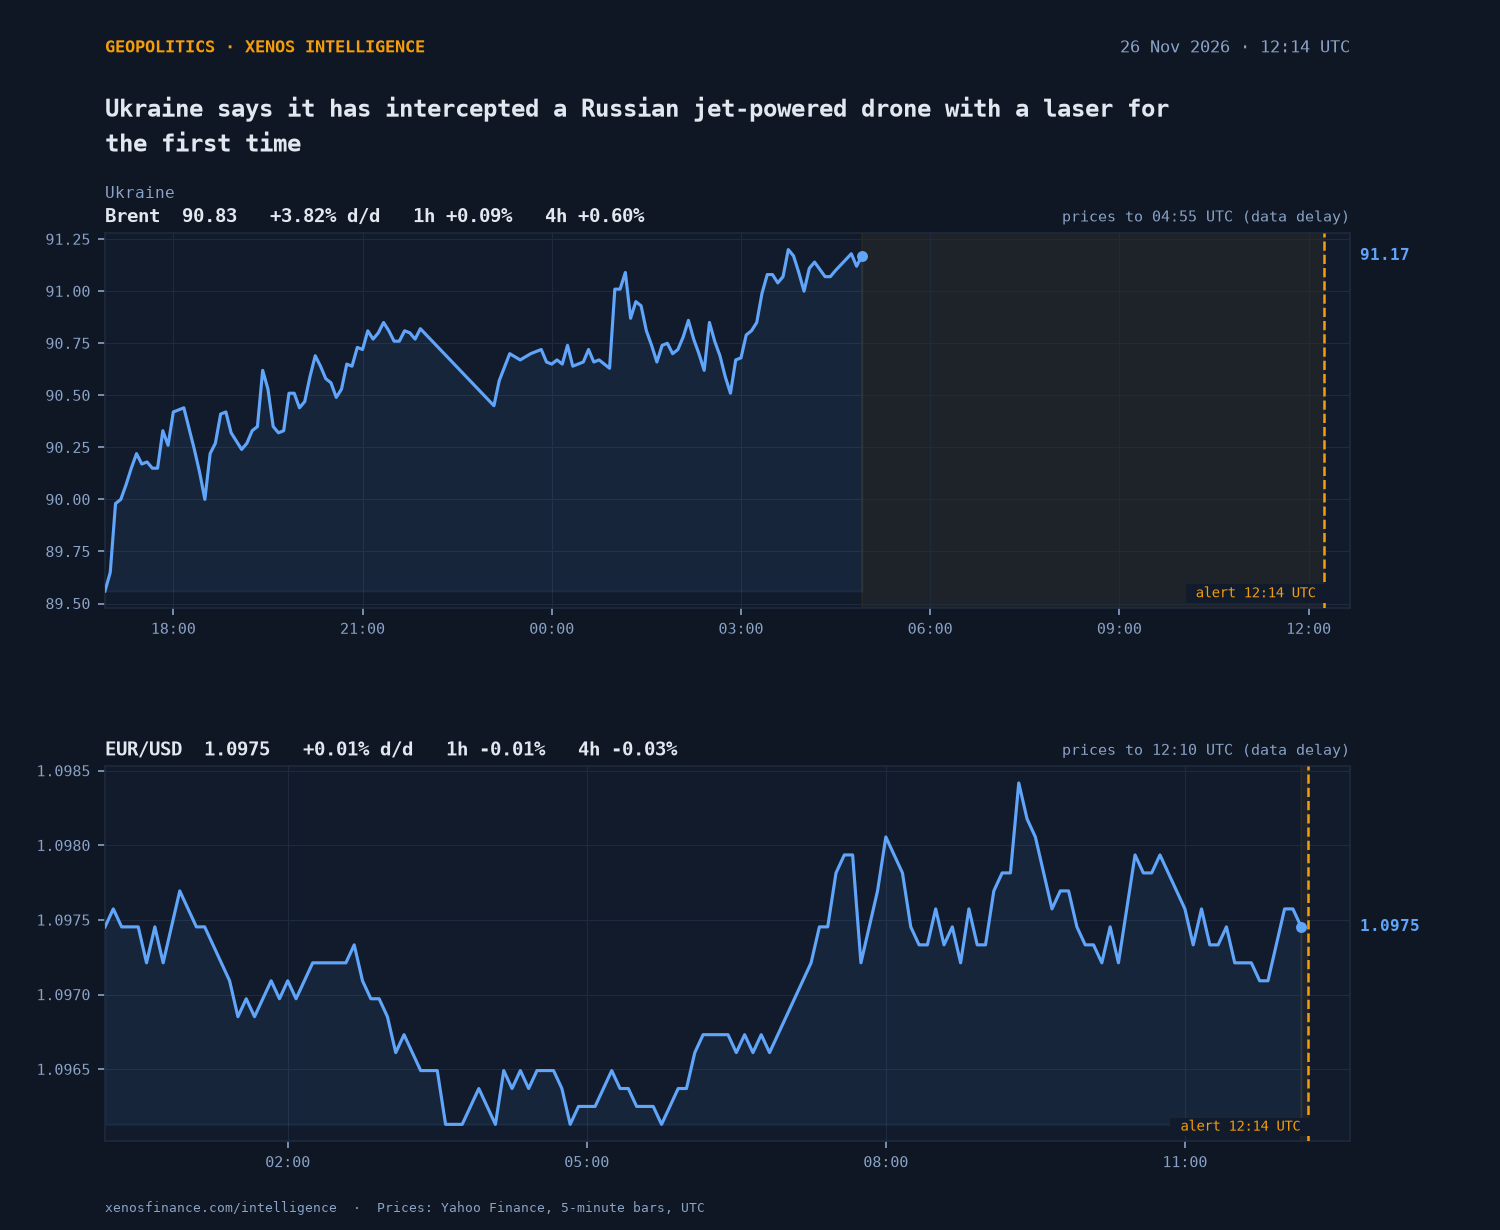 GEOPOLITICS · XENOS INTELLIGENCE
26 Nov 2026 · 12:14 UTC
Ukraine says it has intercepted a Russian jet-powered drone with a laser for
the first time
Ukraine
Brent 90.83 +3.82% d/d 1h +0.09% 4h +0.60%
prices to 04:55 UTC (data delay)
91.25
91.00
90.75
90.50
90.25
90.00
89.75
89.50
91.17
alert 12:14 UTC
18:00 21:00 00:00 03:00 06:00 09:00 12:00
EUR/USD 1.0975 +0.01% d/d 1h -0.01% 4h -0.03%
prices to 12:10 UTC (data delay)
1.0985
1.0980
1.0975
1.0970
1.0965
1.0975
alert 12:14 UTC
02:00 05:00 08:00 11:00
xenosfinance.com/intelligence · Prices: Yahoo Finance, 5-minute bars, UTC